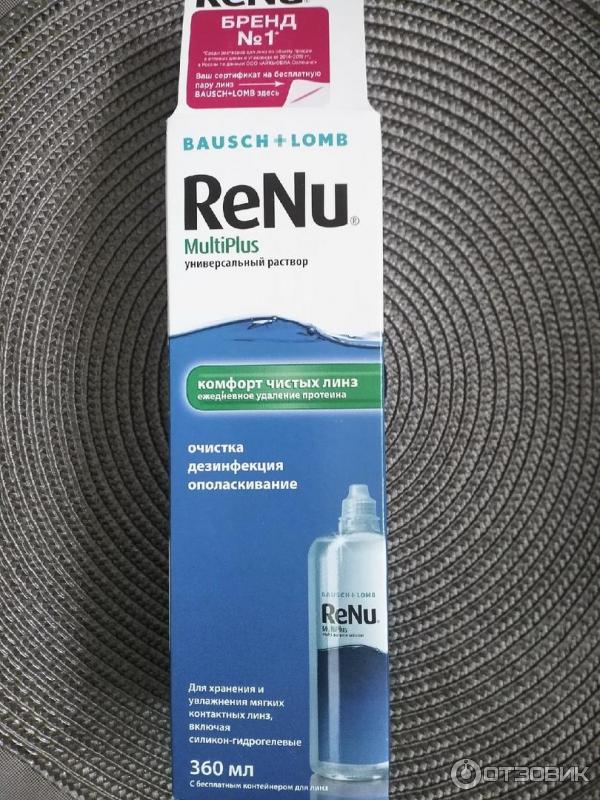 ReNu
БРЕНД
№1*
Ваш сертификат на бесплатную
пару линз
BAUSCH+LOMB здесь
BAUSCH + LOMB
ReNu®
MultiPlus
универсальный раствор
комфорт чистых линз
ежедневное удаление протеина
очистка
дезинфекция
ополаскивание
BAUSCH + LOMB
ReNu
MultiPlus
Для хранения и
увлажнения мягких
контактных линз,
включая
силикон-гидрогелевые
360 мл
С бесплатным контейнером для линз
ОТЗОВИК